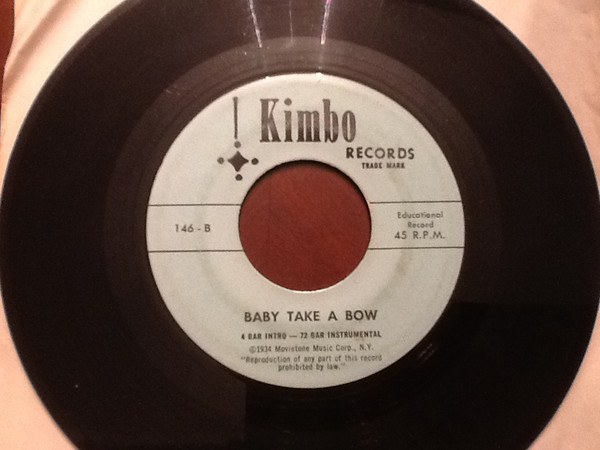 Kimbo
RECORDS
TRADE MARK
146 - B
Educational
Record
45 R.P.M.
BABY TAKE A BOW
4 BAR INTRO — 72 BAR INSTRUMENTAL
©1934 Movietone Music Corp., N.Y.
"Reproduction of any part of this record
prohibited by law."